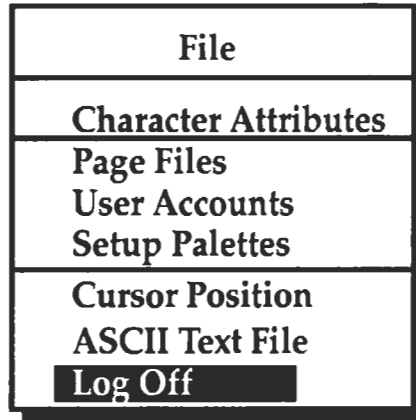 File
Character Attributes
Page Files
User Accounts
Setup Palettes
Cursor Position
ASCII Text File
Log Off